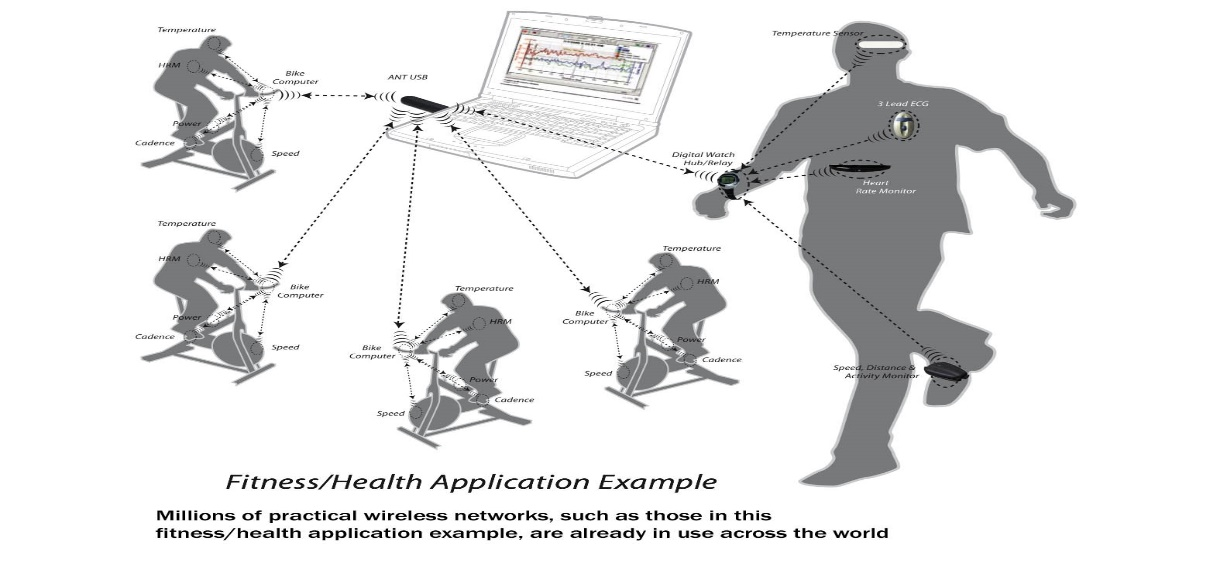 Temperature
HRM
Bike
Computer
Power
Cadence
Speed
ANT USB
Temperature Sensor
3 Lead ECG
Digital Watch
Hub/Relay
Heart
Rate Monitor
Temperature
HRM
Bike
Computer
Power
Cadence
Speed
Temperature
HRM
Bike
Computer
Power
Cadence
Speed
Temperature
HRM
Bike
Computer
Power
Cadence
Speed
Speed, Distance &
Activity Monitor
Fitness/Health Application Example
Millions of practical wireless networks, such as those in this
fitness/health application example, are already in use across the world